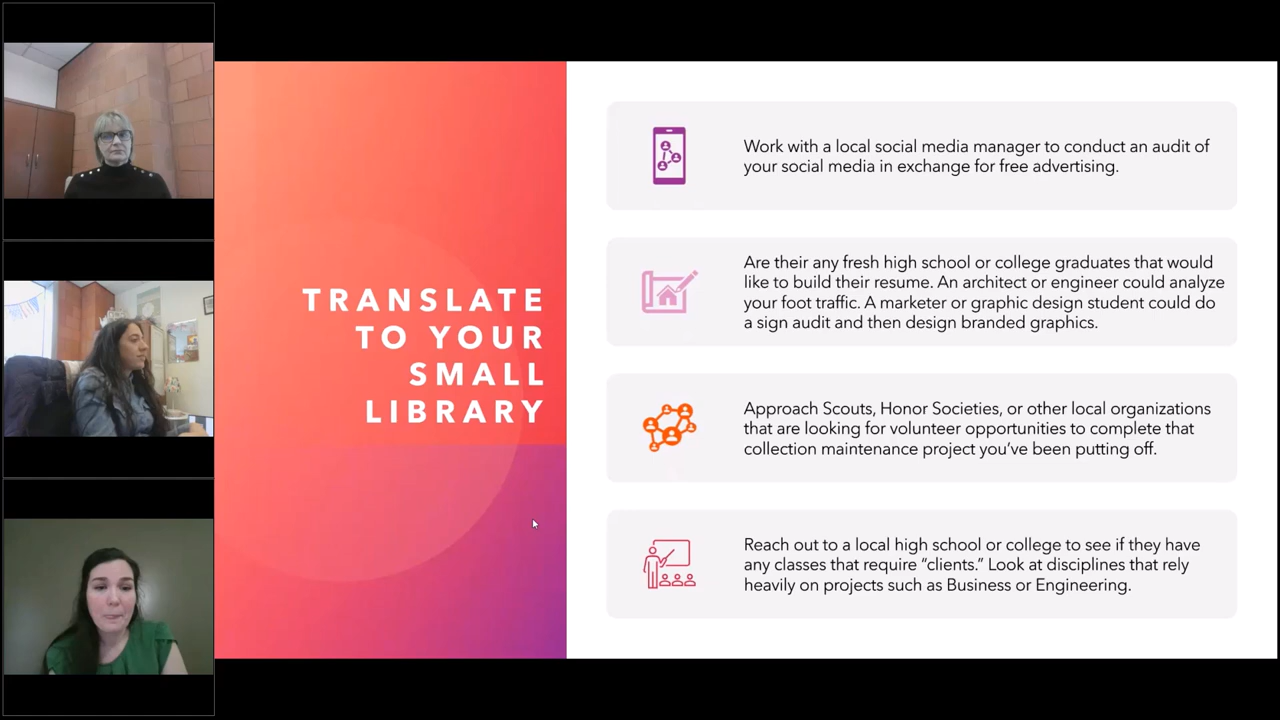 TRANSLATE
TO YOUR
SMALL
LIBRARY
Work with a local social media manager to conduct an audit of
your social media in exchange for free advertising.
Are their any fresh high school or college graduates that would
like to build their resume. An architect or engineer could analyze
your foot traffic. A marketer or graphic design student could do
a sign audit and then design branded graphics.
Approach Scouts, Honor Societies, or other local organizations
that are looking for volunteer opportunities to complete that
collection maintenance project you’ve been putting off.
Reach out to a local high school or college to see if they have
any classes that require “clients.” Look at disciplines that rely
heavily on projects such as Business or Engineering.